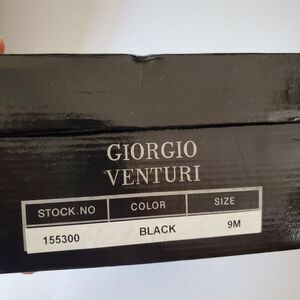 GIORGIO
VENTURI
STOCK.NO COLOR SIZE
155300 BLACK 9M